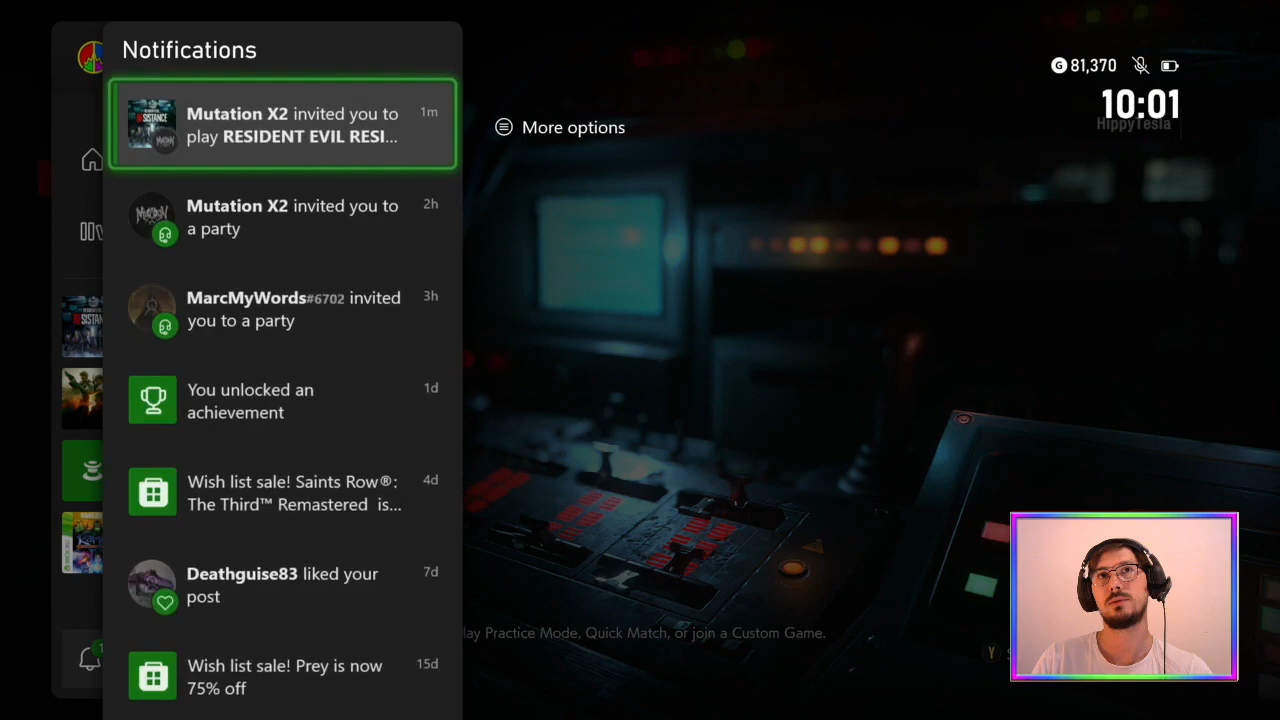 Notifications
Mutation X2 invited you to
play RESIDENT EVIL RESI...
1m
Mutation X2 invited you to
a party
2h
MarcMyWords#6702 invited
you to a party
3h
You unlocked an
achievement
1d
Wish list sale! Saints Row®:
The Third™ Remastered is...
4d
Deathguise83 liked your
post
7d
Wish list sale! Prey is now
75% off
15d
More options
G 81,370
10:01
HippyTesla
lay Practice Mode, Quick Match, or join a Custom Game.
Y